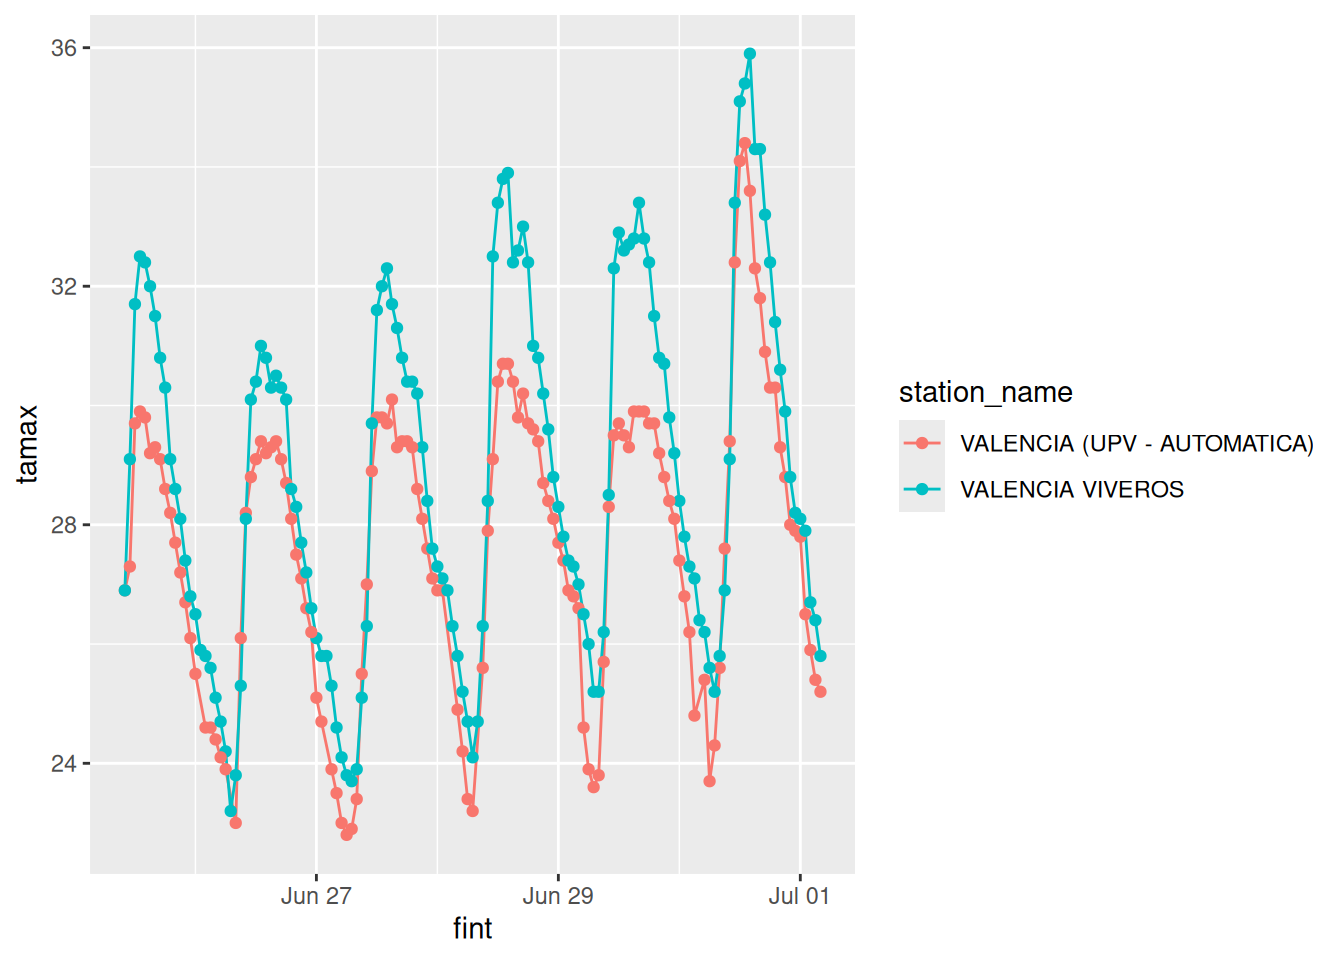 36
32
28
24
tamax
Jun 27
Jun 29
Jul 01
fint
station_name
VALENCIA (UPV - AUTOMATICA)
VALENCIA VIVEROS